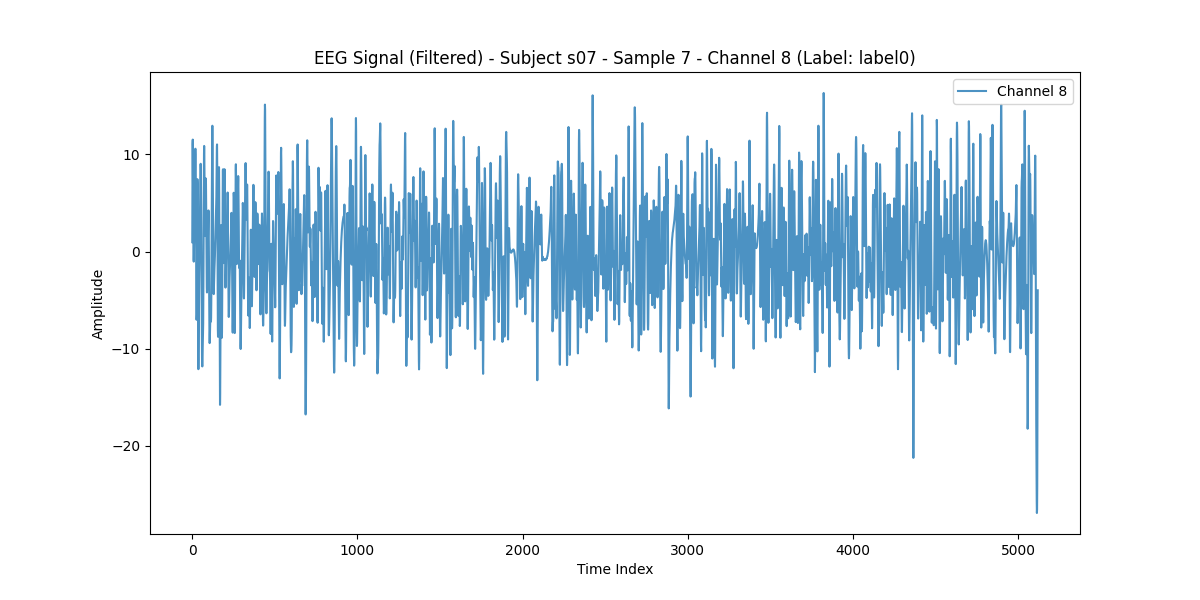 EEG Signal (Filtered) - Subject s07 - Sample 7 - Channel 8 (Label: label0)
Channel 8
10
0
−10
−20
Amplitude
0 1000 2000 3000 4000 5000
Time Index